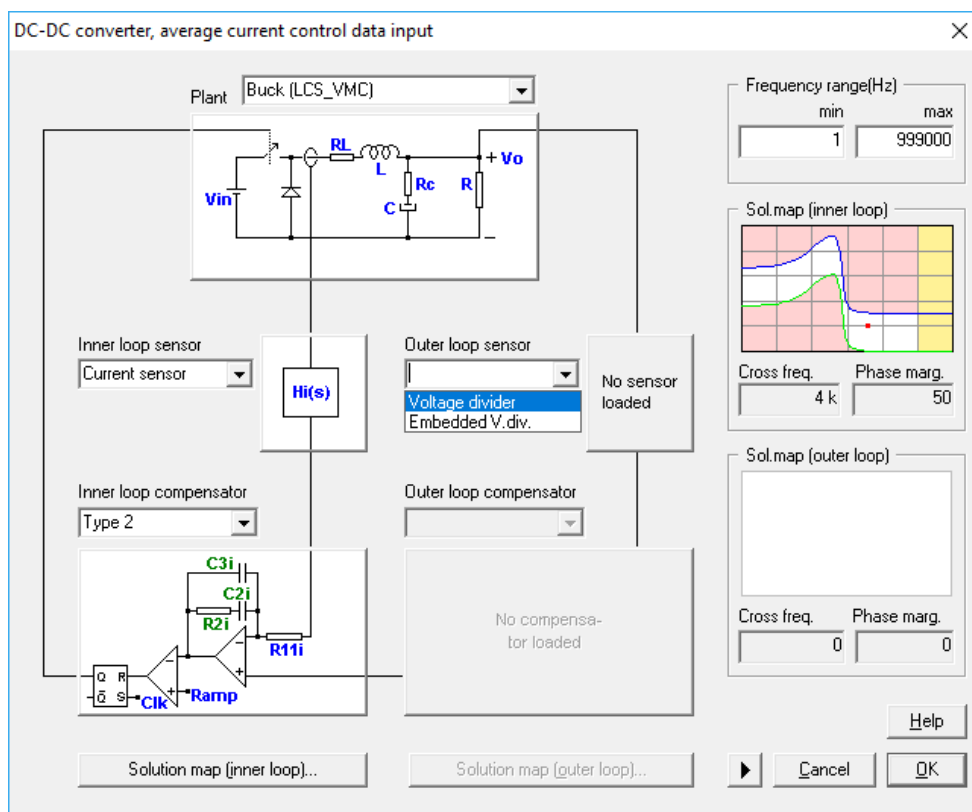 DC-DC converter, average current control data input
Plant
Buck (LCS_VMC)
Vin
RL
L
Rc
C
R
+ Vo
−
Frequency range(Hz)
min
max
1
999000
Sol.map (inner loop)
Cross freq.
Phase marg.
4 k
50
Inner loop sensor
Current sensor
Hi(s)
Outer loop sensor
Voltage divider
Embedded V.div.
No sensor
loaded
Sol.map (outer loop)
Cross freq.
Phase marg.
0
0
Inner loop compensator
Type 2
C3i
C2i
R2i
R11i
−
+
−
+
Q R
Q S
Clk
Ramp
Outer loop compensator
No compensa-
tor loaded
Solution map (inner loop)...
Solution map (outer loop)...
Help
Cancel
OK